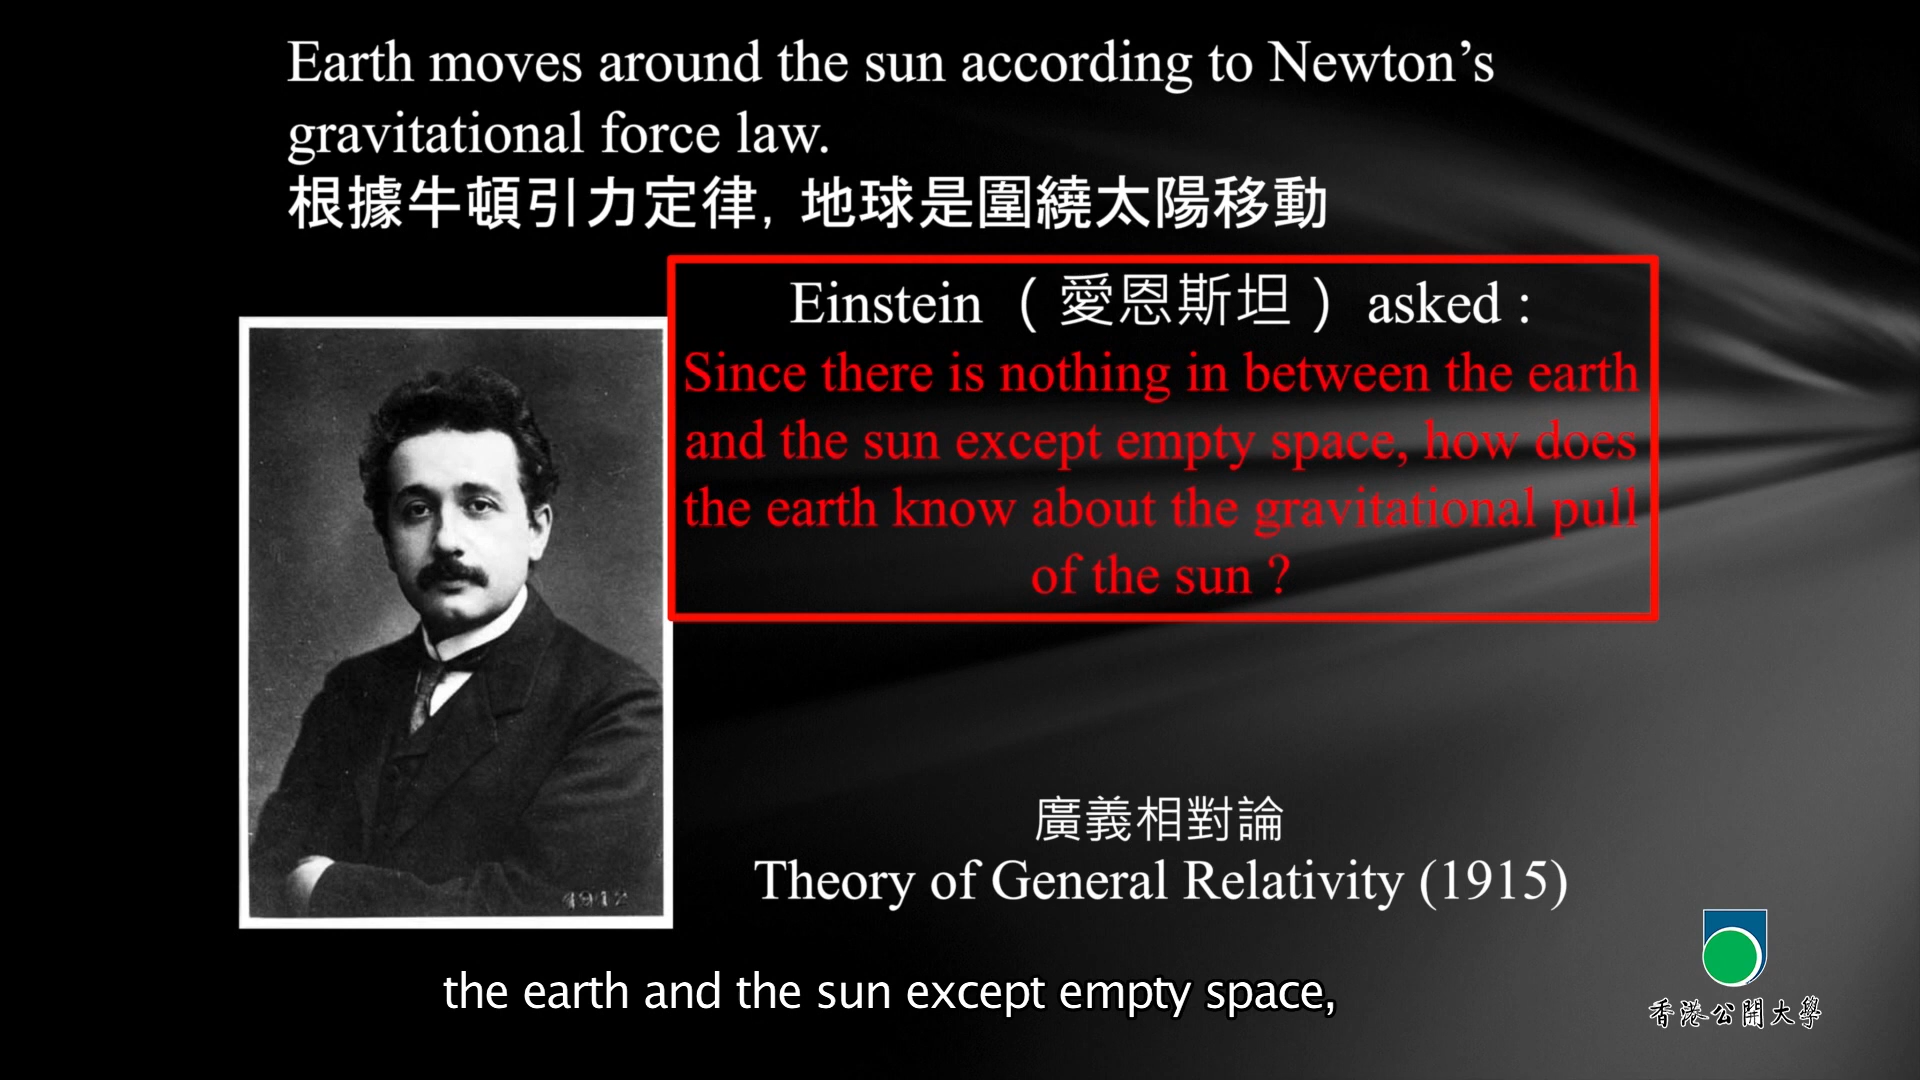 Earth moves around the sun according to Newton’s
gravitational force law.
根據牛頓引力定律, 地球是圍繞太陽移動
Einstein （愛恩斯坦） asked :
Since there is nothing in between the earth
and the sun except empty space, how does
the earth know about the gravitational pull
of the sun ?
1912
廣義相對論
Theory of General Relativity (1915)
the earth and the sun except empty space,
香港公開大學